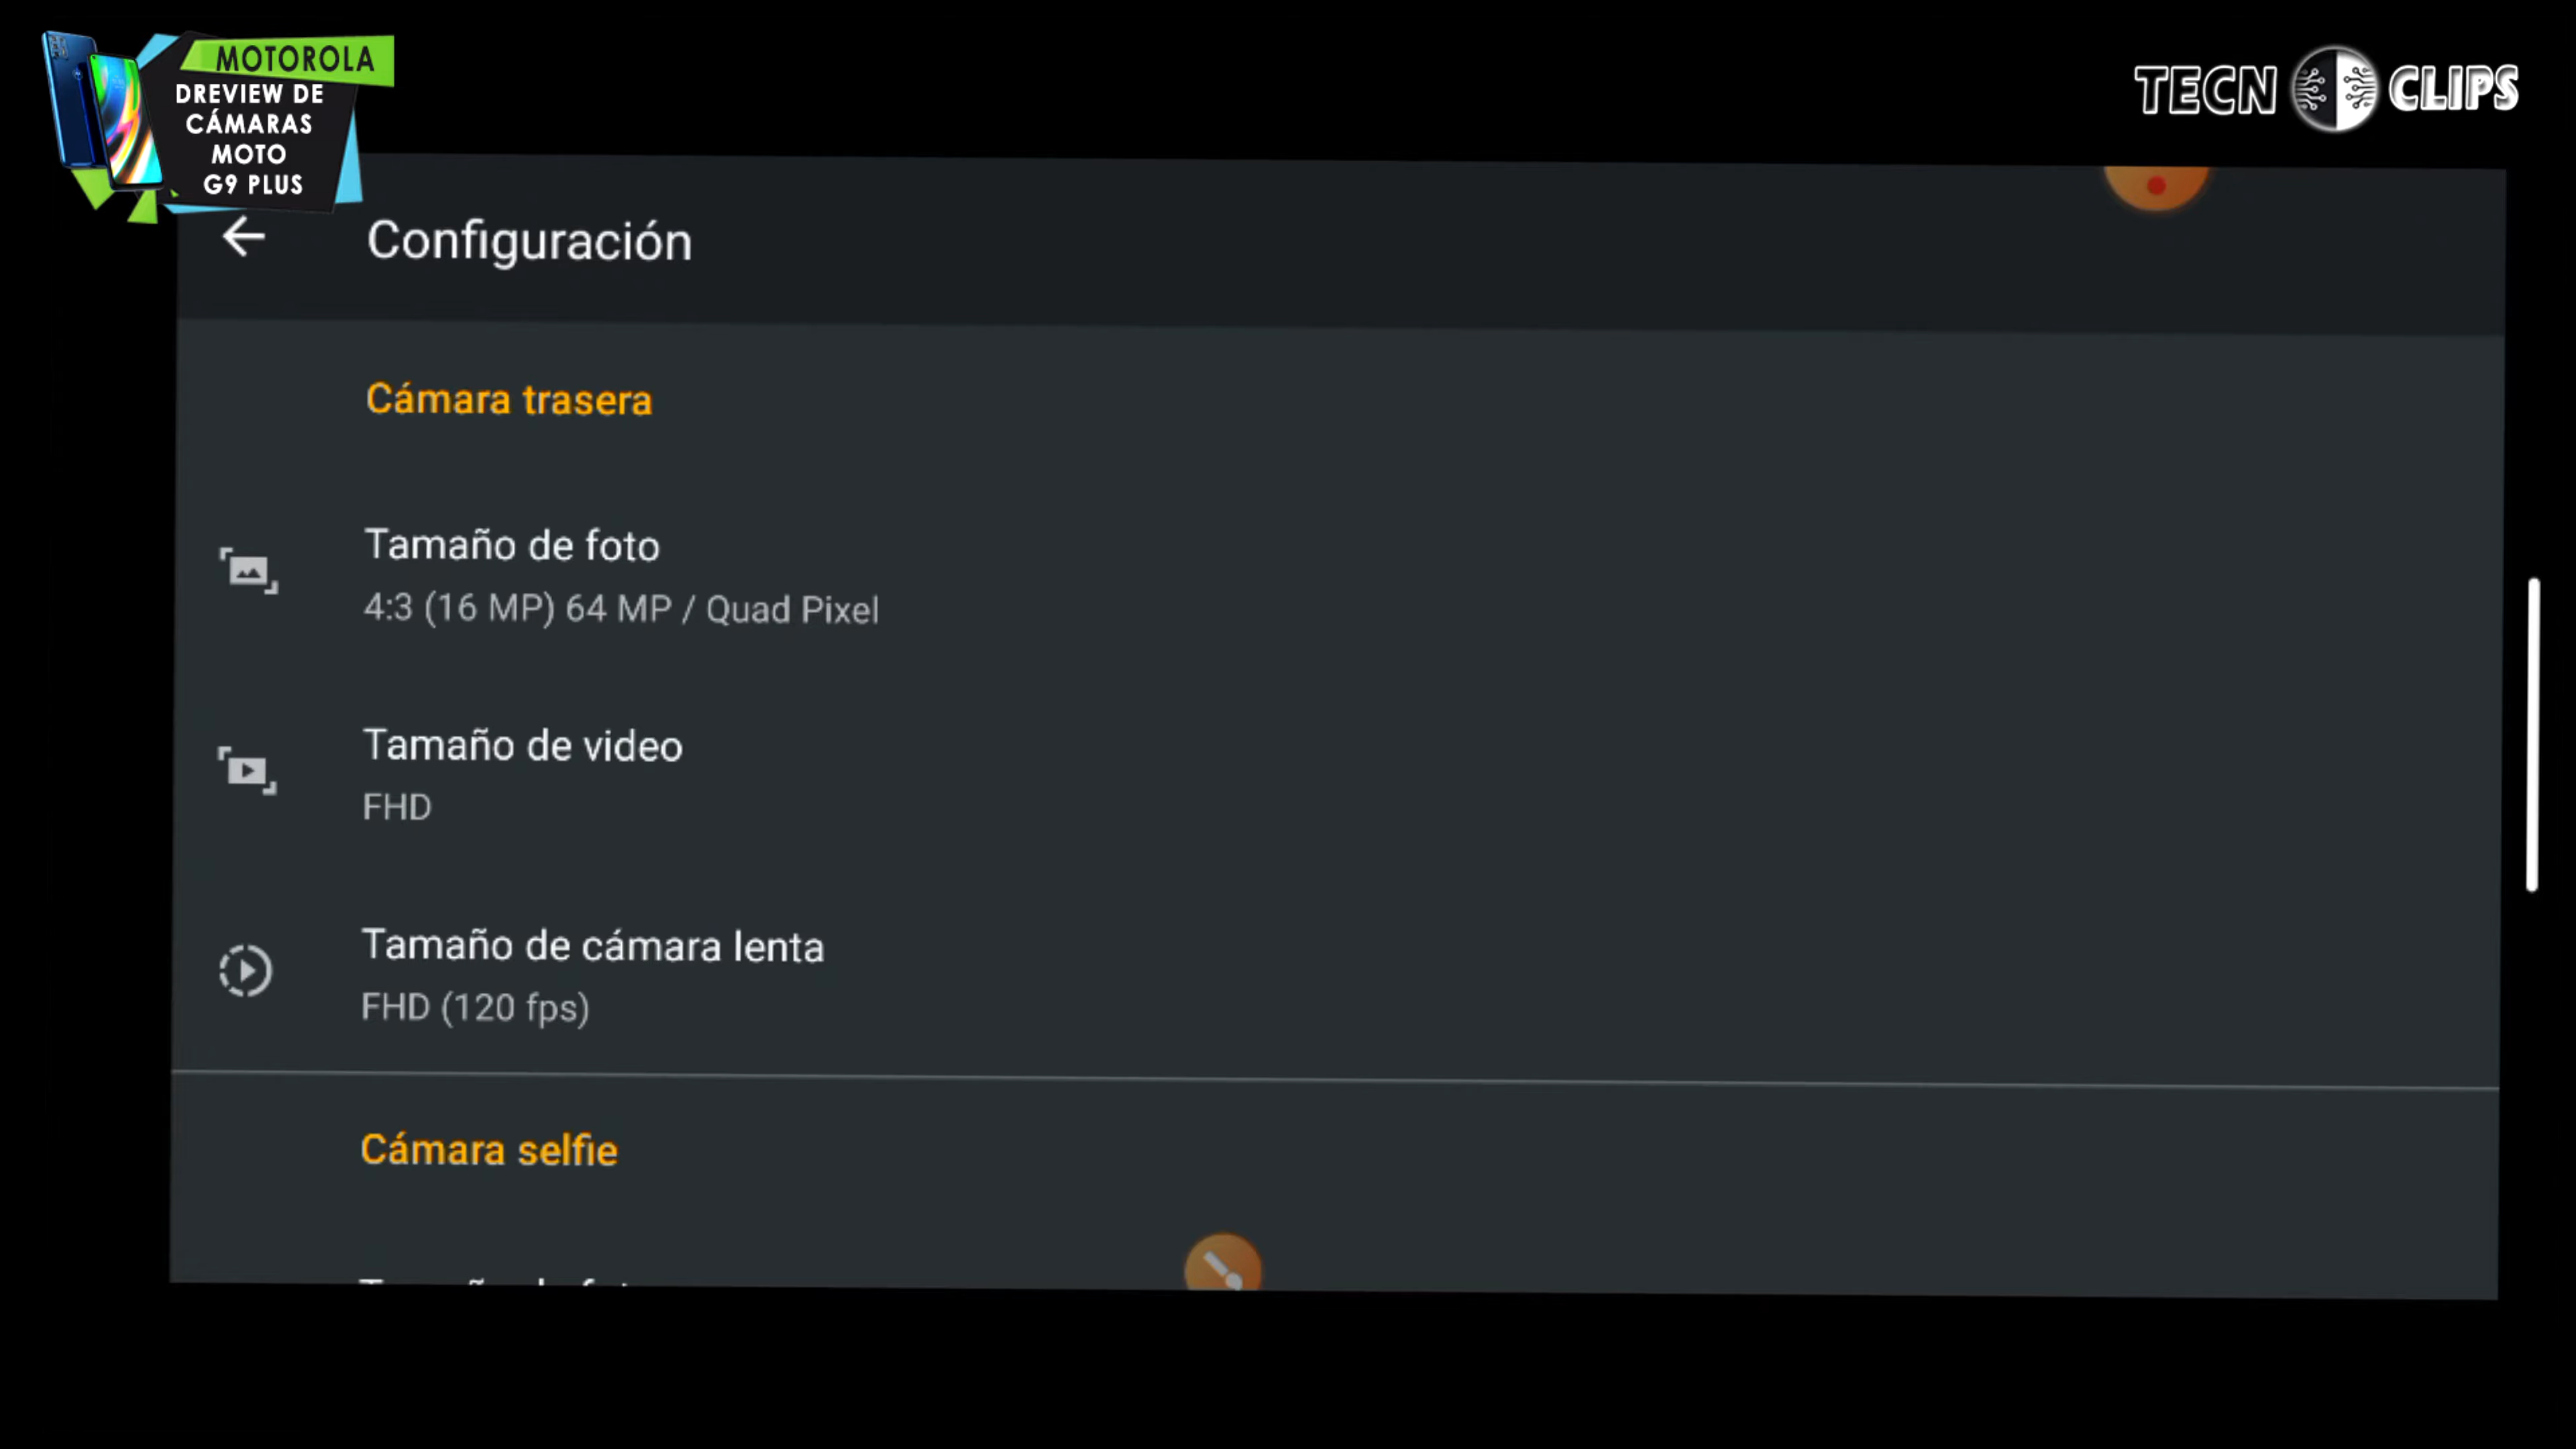 MOTOROLA
DREVIEW DE
CÁMARAS
MOTO
G9 PLUS
TECN CLIPS
Configuración
Cámara trasera
Tamaño de foto
4:3 (16 MP) 64 MP / Quad Pixel
Tamaño de video
FHD
Tamaño de cámara lenta
FHD (120 fps)
Cámara selfie